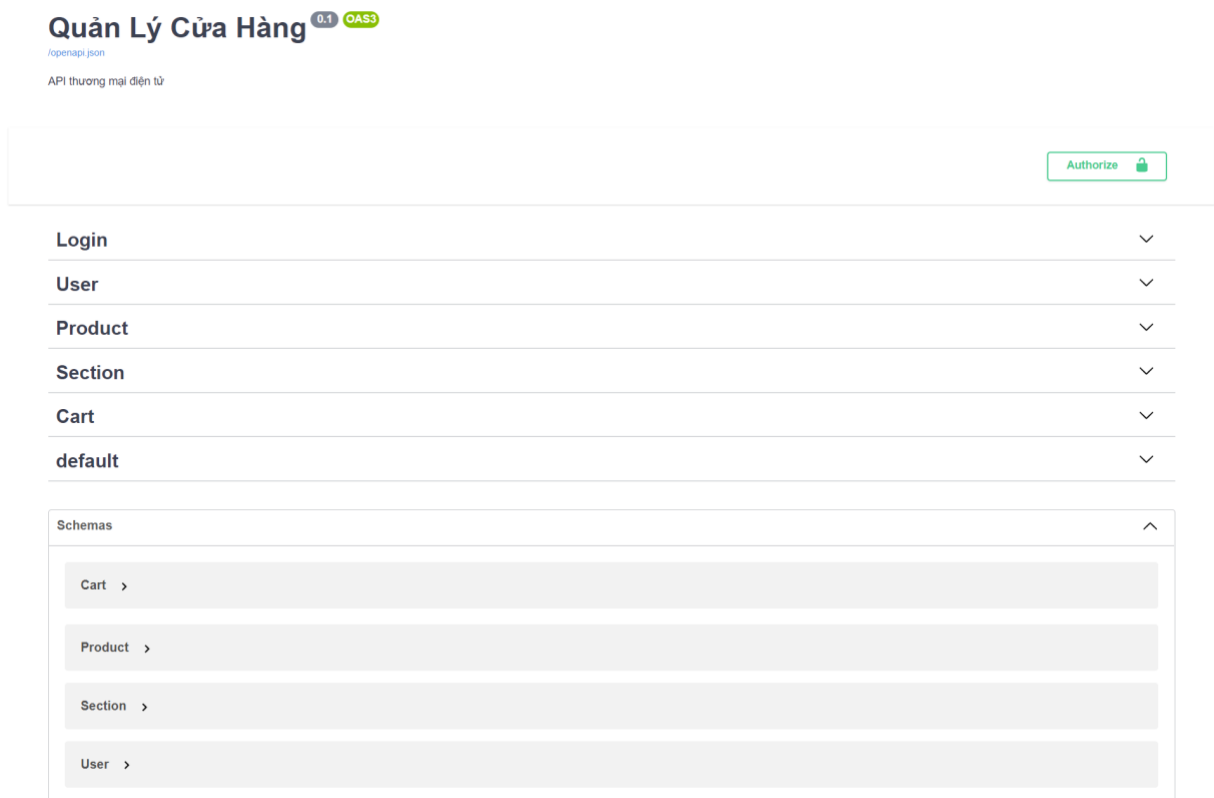 Quản Lý Cửa Hàng 0.1 OAS3
/openapi.json
API thương mại điện tử
Authorize
Login
User
Product
Section
Cart
default
Schemas
Cart
Product
Section
User